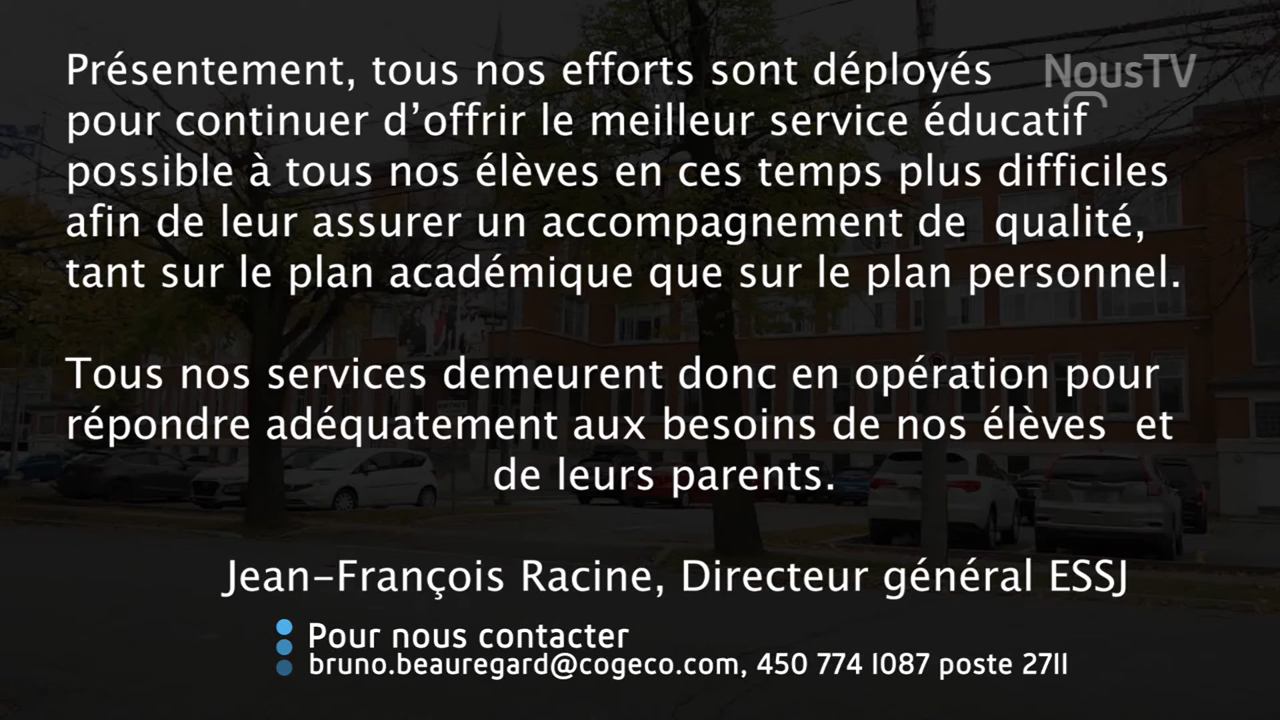 Présentement, tous nos efforts sont déployés
NousTV
pour continuer d’offrir le meilleur service éducatif
possible à tous nos élèves en ces temps plus difficiles
afin de leur assurer un accompagnement de  qualité,
tant sur le plan académique que sur le plan personnel.
Tous nos services demeurent donc en opération pour
répondre adéquatement aux besoins de nos élèves  et
de leurs parents.
Jean-François Racine, Directeur général ESSJ
Pour nous contacter
bruno.beauregard@cogeco.com, 450 774 1087 poste 2711